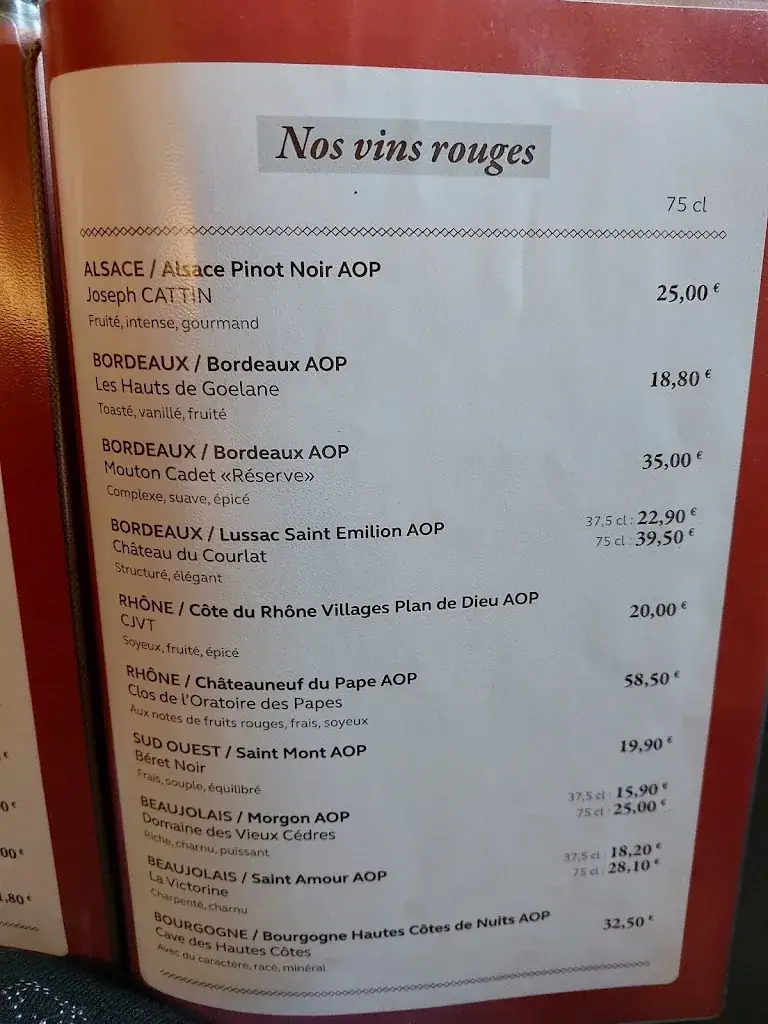 Nos vins rouges
75 cl
ALSACE / Alsace Pinot Noir AOP
Joseph CATTIN
25,00 €
Fruité, intense, gourmand
BORDEAUX / Bordeaux AOP
Les Hauts de Goelane
18,80 €
Toasté, vanillé, fruité
BORDEAUX / Bordeaux AOP
Mouton Cadet «Réserve»
35,00 €
Complexe, suave, épicé
BORDEAUX / Lussac Saint Emilion AOP
37,5 cl : 22,90 €
Château du Courlat
75 cl : 39,50 €
Structuré, élégant
RHÔNE / Côte du Rhône Villages Plan de Dieu AOP
CJVT
20,00 €
Soyeux, fruité, épicé
RHÔNE / Châteauneuf du Pape AOP
Clos de l'Oratoire des Papes
58,50 €
Aux notes de fruits rouges, frais, soyeux
SUD OUEST / Saint Mont AOP
Béret Noir
19,90 €
Frais, souple, équilibré
BEAUJOLAIS / Morgon AOP
37,5 cl : 15,90 €
Domaine des Vieux Cédres
75 cl : 25,00 €
Riche, charnu, puissant
BEAUJOLAIS / Saint Amour AOP
37,5 cl : 18,20 €
La Victorine
75 cl : 28,10 €
Charpenté, charnu
BOURGOGNE / Bourgogne Hautes Côtes de Nuits AOP
Cave des Hautes Côtes
32,50 €
Avec du caractère, racé, minéral